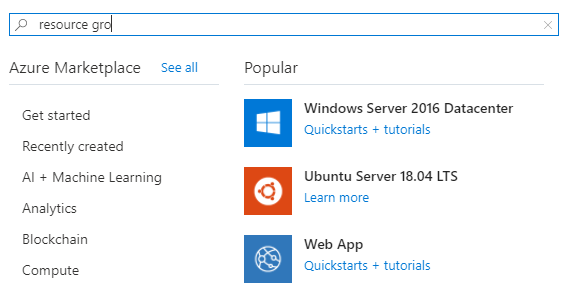 resource gro
Azure Marketplace See all
Popular
Get started
Recently created
AI + Machine Learning
Analytics
Blockchain
Compute
Windows Server 2016 Datacenter
Quickstarts + tutorials
Ubuntu Server 18.04 LTS
Learn more
Web App
Quickstarts + tutorials